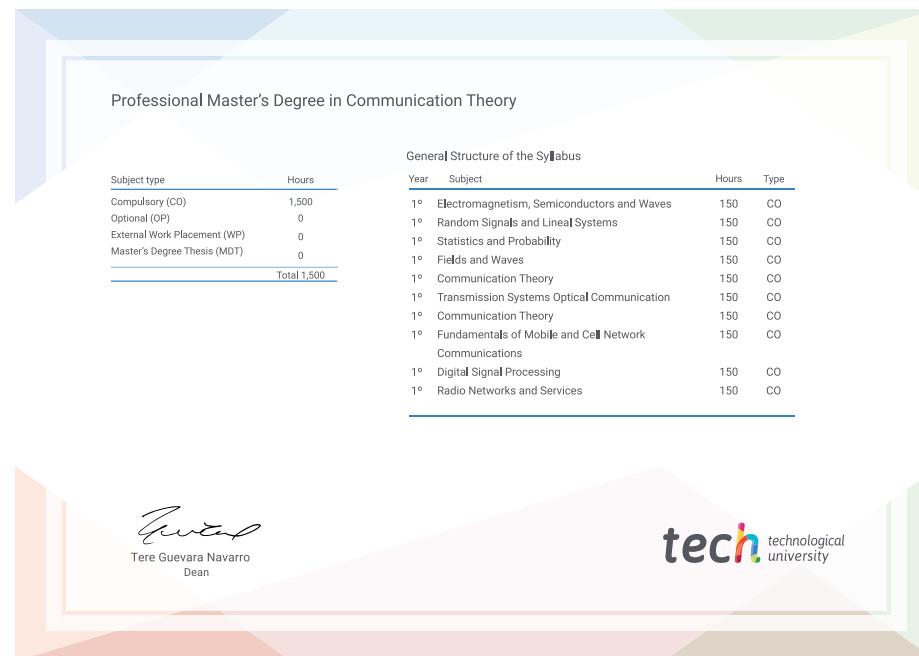 Professional Master's Degree in Communication Theory
Subject type Hours
Compulsory (CO) 1,500
Optional (OP) 0
External Work Placement (WP) 0
Master's Degree Thesis (MDT) 0
Total 1,500
General Structure of the Syllabus
Year Subject Hours Type
1º Electromagnetism, Semiconductors and Waves 150 CO
1º Random Signals and Lineal Systems 150 CO
1º Statistics and Probability 150 CO
1º Fields and Waves 150 CO
1º Communication Theory 150 CO
1º Transmission Systems Optical Communication 150 CO
1º Communication Theory 150 CO
1º Fundamentals of Mobile and Cell Network 150 CO
Communications
1º Digital Signal Processing 150 CO
1º Radio Networks and Services 150 CO
Tere Guevara Navarro
Dean
tech technological
university